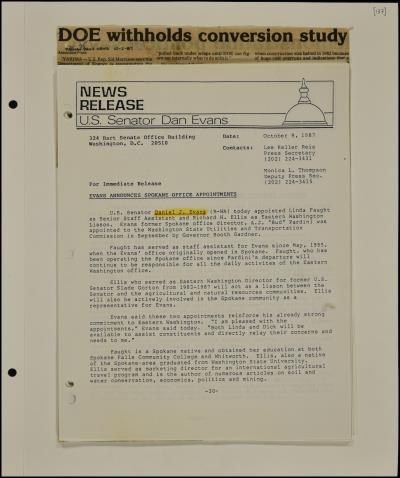 [137]
DOE withholds conversion study
NEWS
RELEASE
U.S. Senator Dan Evans
324 Hart Senate Office Building
Washington, D.C. 20510
Date: October 9, 1987
Contacts: Lee Keller Reis
Press Secretary
(202) 224-3431
Monica L. Thompson
Deputy Press Sec.
(202) 224-3415
For Immediate Release
EVANS ANNOUNCES SPOKANE OFFICE APPOINTMENTS
U.S. Senator Daniel J. Evans (R-WA) today appointed Linda Faught
as Senior Staff Assistant and Richard H. Ellis as Eastern Washington
Liason. Evans former Spokane office director, A.J. "Bud" Pardini was
appointed to the Washington State Utilities and Transportation
Commission in September by Governor Booth Gardner.
Faught has served as staff assistant for Evans since May, 1985,
when the Evans' office originally opened in Spokane. Faught, who has
been operating the Spokane office since Pardini's departure will
continue to be responsible for all the daily activites of the Eastern
Washington office.
Ellis who served as Eastern Washington Director for former U.S.
Senator Slade Gorton from 1983-1987 will act as a liason between the
Senator and the agricultural and natural resources committees. Ellis
will also be actively involved in the Spokane community as a
representative for Evans.
Evans said these two appointments reinforce his already strong
commitment to Eastern Washington. "I am pleased with the
appointments," Evans said today. "Both Linda and Dick will be
available to assist constituents and directly relay their concerns and
needs to me."
Faught is a Spokane native and obtained her education at both
Spokane Falls Community College and Whitworth. Ellis, also a native
of the Spokane area graduated from Washington State University.
Ellis served as marketing director for an international agricultural
travel program and is the author of numerous articles on soil and
water conservation, economics, politics and mining.
-30-